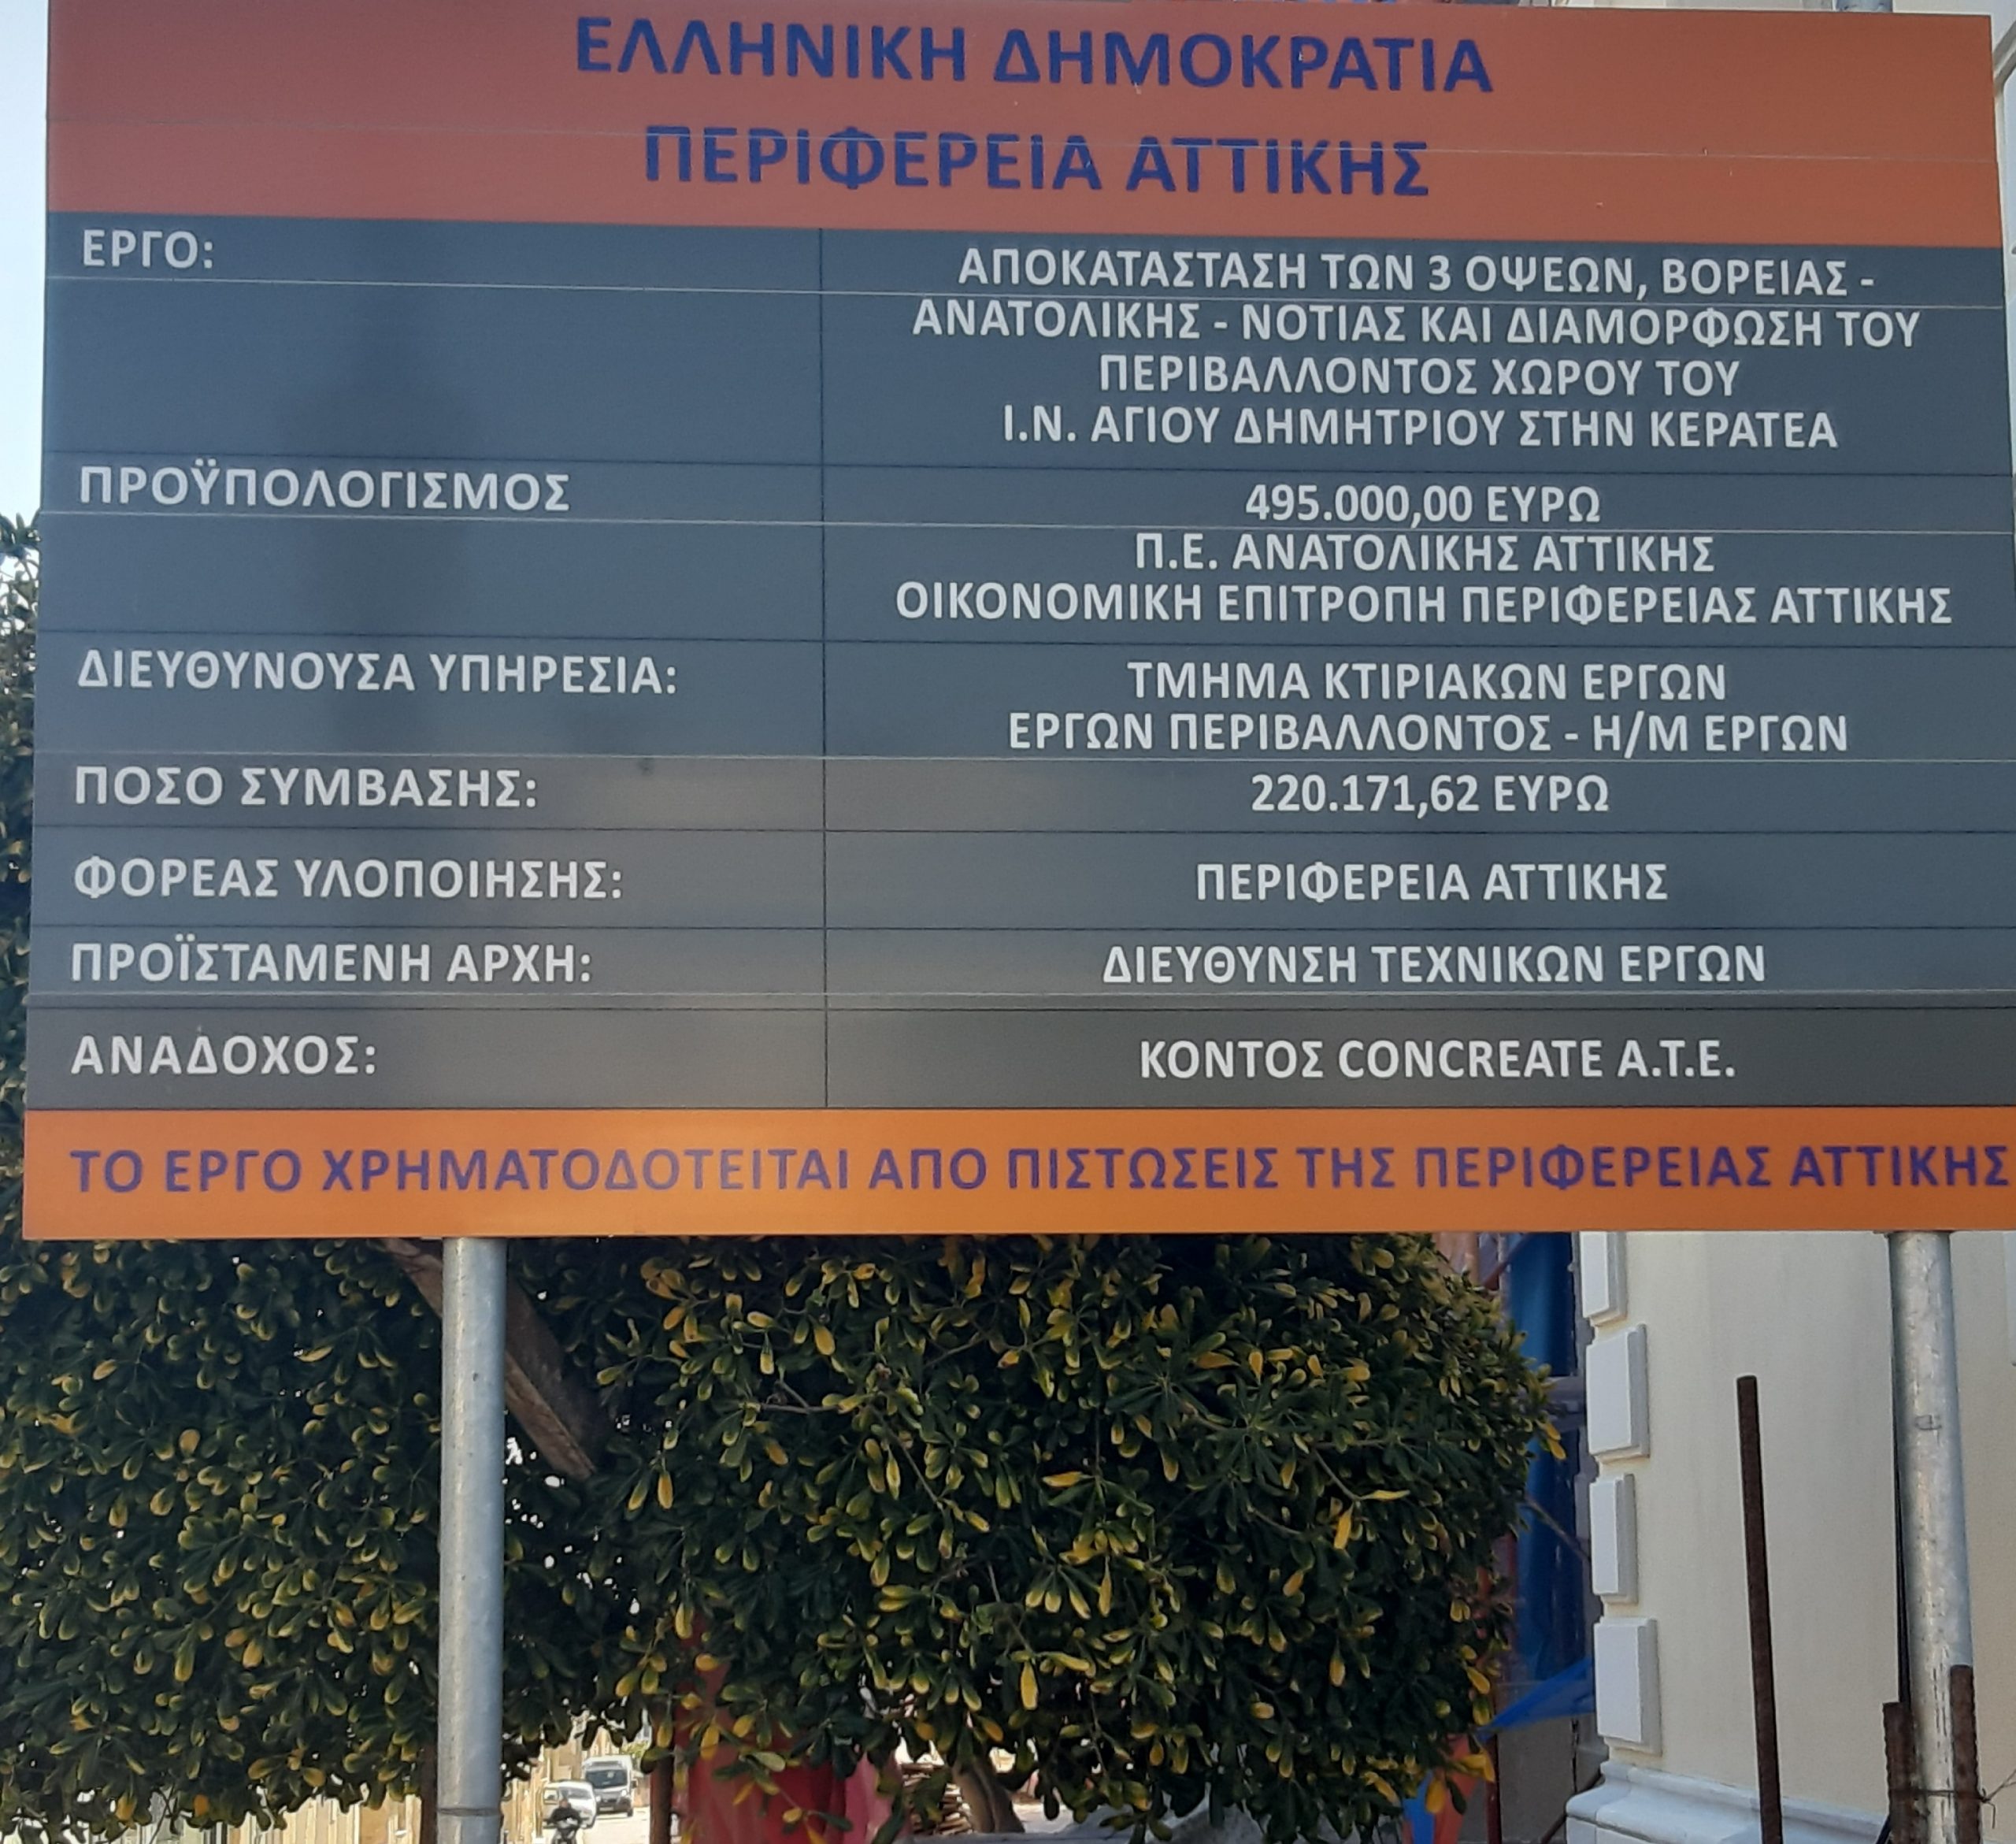 ΕΛΛΗΝΙΚΗ ΔΗΜΟΚΡΑΤΙΑ
ΠΕΡΙΦΕΡΕΙΑ ΑΤΤΙΚΗΣ
ΕΡΓΟ:
ΑΠΟΚΑΤΑΣΤΑΣΗ ΤΩΝ 3 ΟΨΕΩΝ, ΒΟΡΕΙΑΣ -
ΑΝΑΤΟΛΙΚΗΣ - ΝΟΤΙΑΣ ΚΑΙ ΔΙΑΜΟΡΦΩΣΗ ΤΟΥ
ΠΕΡΙΒΑΛΛΟΝΤΟΣ ΧΩΡΟΥ ΤΟΥ
Ι.Ν. ΑΓΙΟΥ ΔΗΜΗΤΡΙΟΥ ΣΤΗΝ ΚΕΡΑΤΕΑ
ΠΡΟΫΠΟΛΟΓΙΣΜΟΣ
495.000,00 ΕΥΡΩ
Π.Ε. ΑΝΑΤΟΛΙΚΗΣ ΑΤΤΙΚΗΣ
ΟΙΚΟΝΟΜΙΚΗ ΕΠΙΤΡΟΠΗ ΠΕΡΙΦΕΡΕΙΑΣ ΑΤΤΙΚΗΣ
ΔΙΕΥΘΥΝΟΥΣΑ ΥΠΗΡΕΣΙΑ:
ΤΜΗΜΑ ΚΤΙΡΙΑΚΩΝ ΕΡΓΩΝ
ΕΡΓΩΝ ΠΕΡΙΒΑΛΛΟΝΤΟΣ - Η/Μ ΕΡΓΩΝ
ΠΟΣΟ ΣΥΜΒΑΣΗΣ:
220.171,62 ΕΥΡΩ
ΦΟΡΕΑΣ ΥΛΟΠΟΙΗΣΗΣ:
ΠΕΡΙΦΕΡΕΙΑ ΑΤΤΙΚΗΣ
ΠΡΟΪΣΤΑΜΕΝΗ ΑΡΧΗ:
ΔΙΕΥΘΥΝΣΗ ΤΕΧΝΙΚΩΝ ΕΡΓΩΝ
ΑΝΑΔΟΧΟΣ:
ΚΟΝΤΟΣ CONCREATE Α.Τ.Ε.
ΤΟ ΕΡΓΟ ΧΡΗΜΑΤΟΔΟΤΕΙΤΑΙ ΑΠΟ ΠΙΣΤΩΣΕΙΣ ΤΗΣ ΠΕΡΙΦΕΡΕΙΑΣ ΑΤΤΙΚΗΣ